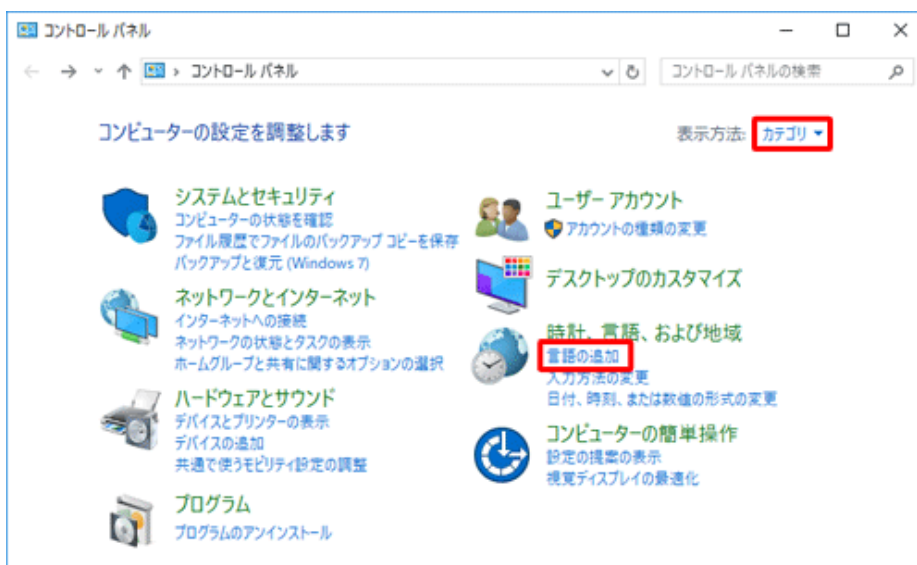 コントロール パネル
コントロール パネル
コントロール パネルの検索
コンピューターの設定を調整します
表示方法: カテゴリ
システムとセキュリティ
コンピューターの状態を確認
ファイル履歴でファイルのバックアップ コピーを保存
バックアップと復元 (Windows 7)
ネットワークとインターネット
インターネットへの接続
ネットワークの状態とタスクの表示
ホームグループと共有に関するオプションの選択
ハードウェアとサウンド
デバイスとプリンターの表示
デバイスの追加
共通で使うモビリティ設定の調整
プログラム
プログラムのアンインストール
ユーザー アカウント
アカウントの種類の変更
デスクトップのカスタマイズ
時計、言語、および地域
言語の追加
入力方法の変更
日付、時刻、または数値の形式の変更
コンピューターの簡単操作
設定の提案の表示
視覚ディスプレイの最適化